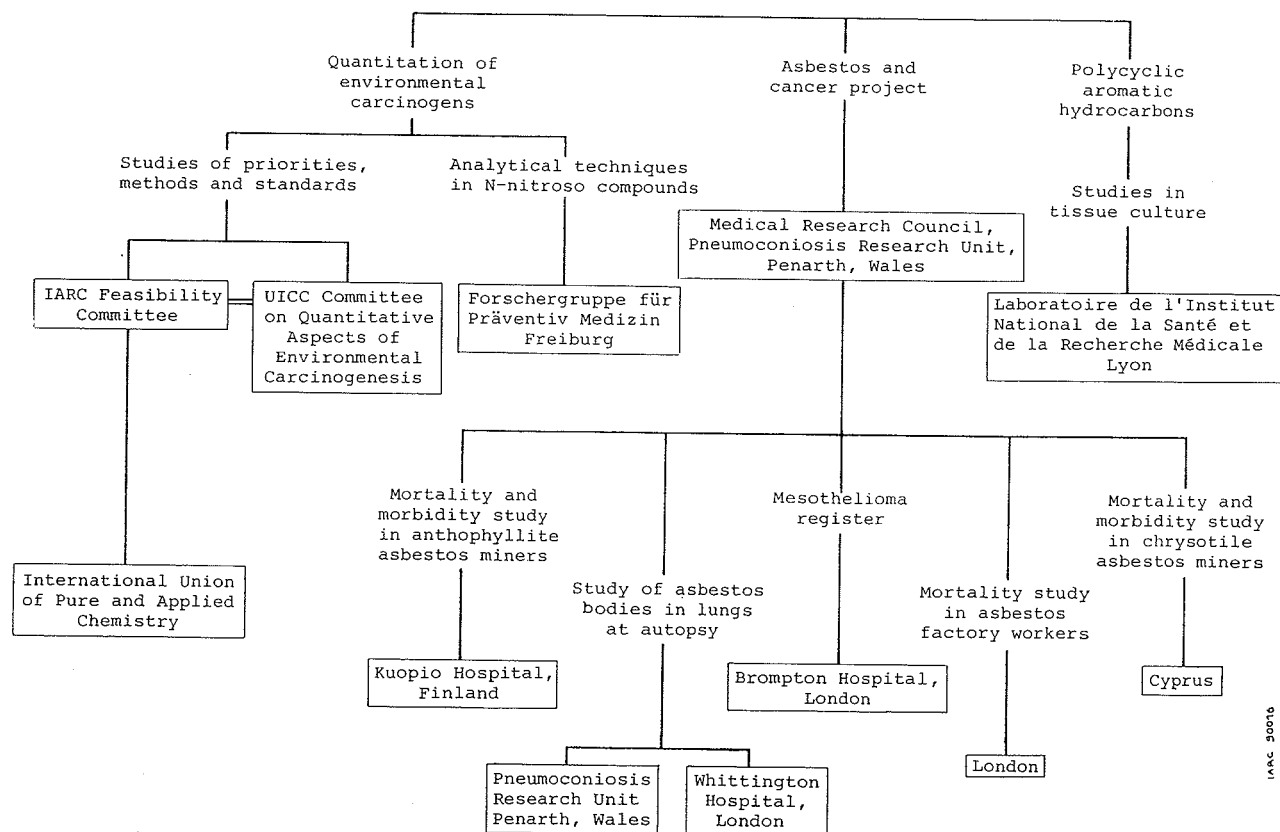 Quantitation of
environmental
carcinogens
Asbestos and
cancer project
Polycyclic
aromatic
hydrocarbons
Studies of priorities,
methods and standards
Analytical techniques
in N-nitroso compounds
Studies in
tissue culture
Medical Research Council,
Pneumoconiosis Research Unit,
Penarth, Wales
IARC Feasibility
Committee
UICC Committee
on Quantitative
Aspects of
Environmental
Carcinogenesis
Forschergruppe für
Präventiv Medizin
Freiburg
Laboratoire de l'Institut
National de la Santé et
de la Recherche Médicale
Lyon
Mortality and
morbidity study
in anthophyllite
asbestos miners
Mesothelioma
register
Mortality and
morbidity study
in chrysotile
asbestos miners
International Union
of Pure and Applied
Chemistry
Study of asbestos
bodies in lungs
at autopsy
Mortality study
in asbestos
factory workers
Kuopio Hospital,
Finland
Brompton Hospital,
London
Cyprus
Pneumoconiosis
Research Unit
Penarth, Wales
Whittington
Hospital,
London
London
IARC